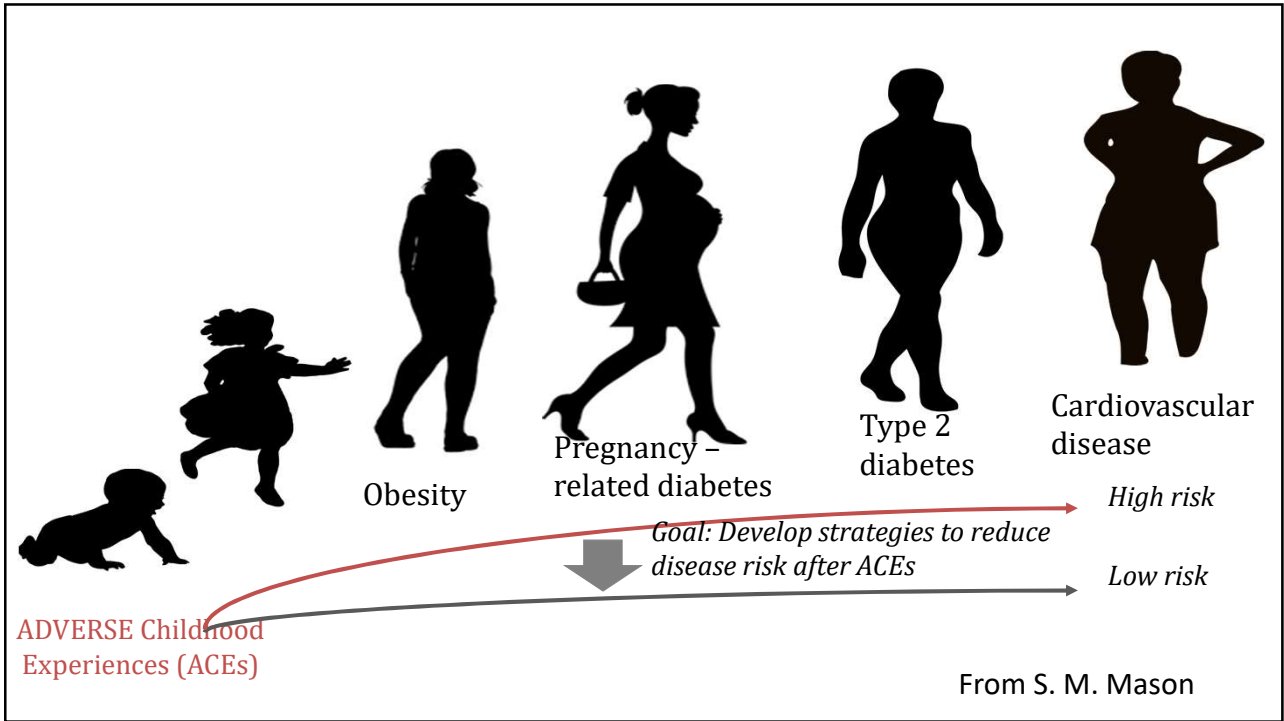 Obesity
Pregnancy –
related diabetes
Type 2
diabetes
Cardiovascular
disease
High risk
Goal: Develop strategies to reduce
disease risk after ACEs
Low risk
ADVERSE Childhood
Experiences (ACEs)
From S. M. Mason